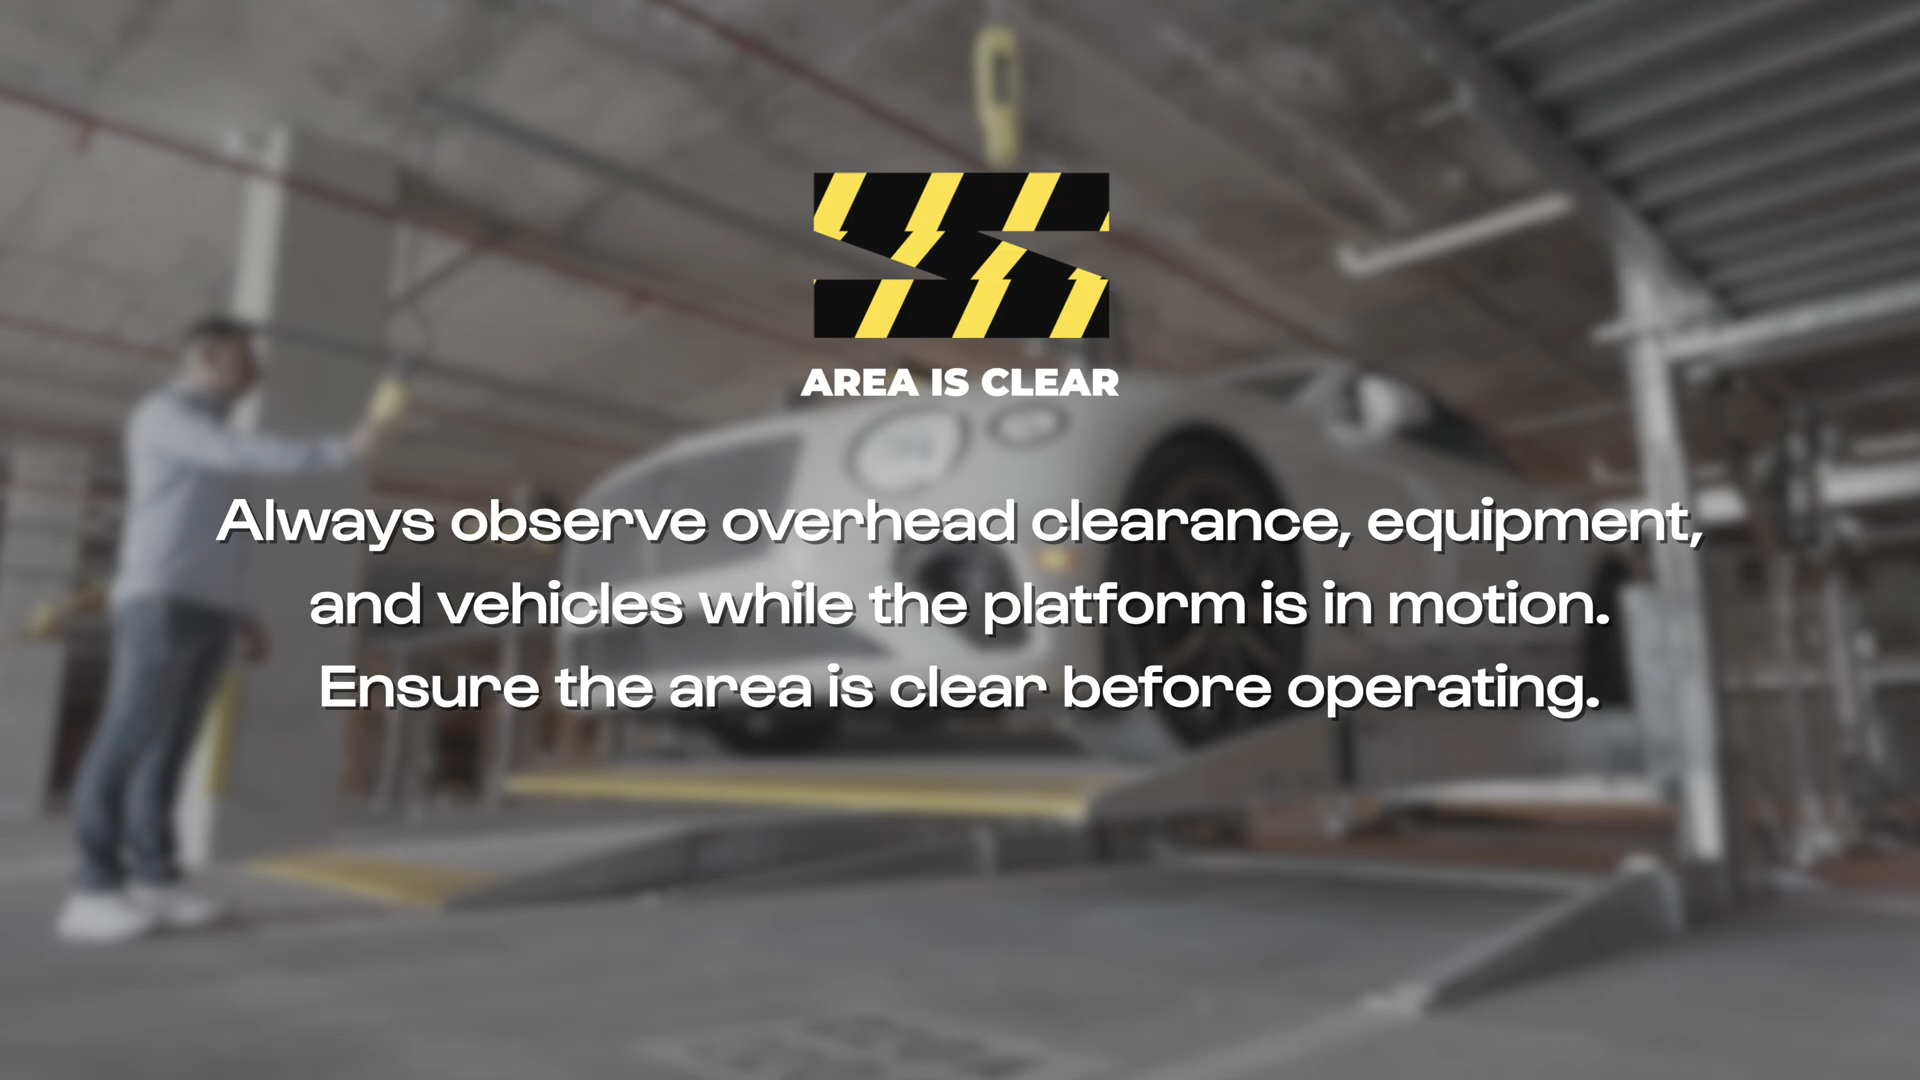 AREA IS CLEAR
Always observe overhead clearance, equipment,
and vehicles while the platform is in motion.
Ensure the area is clear before operating.